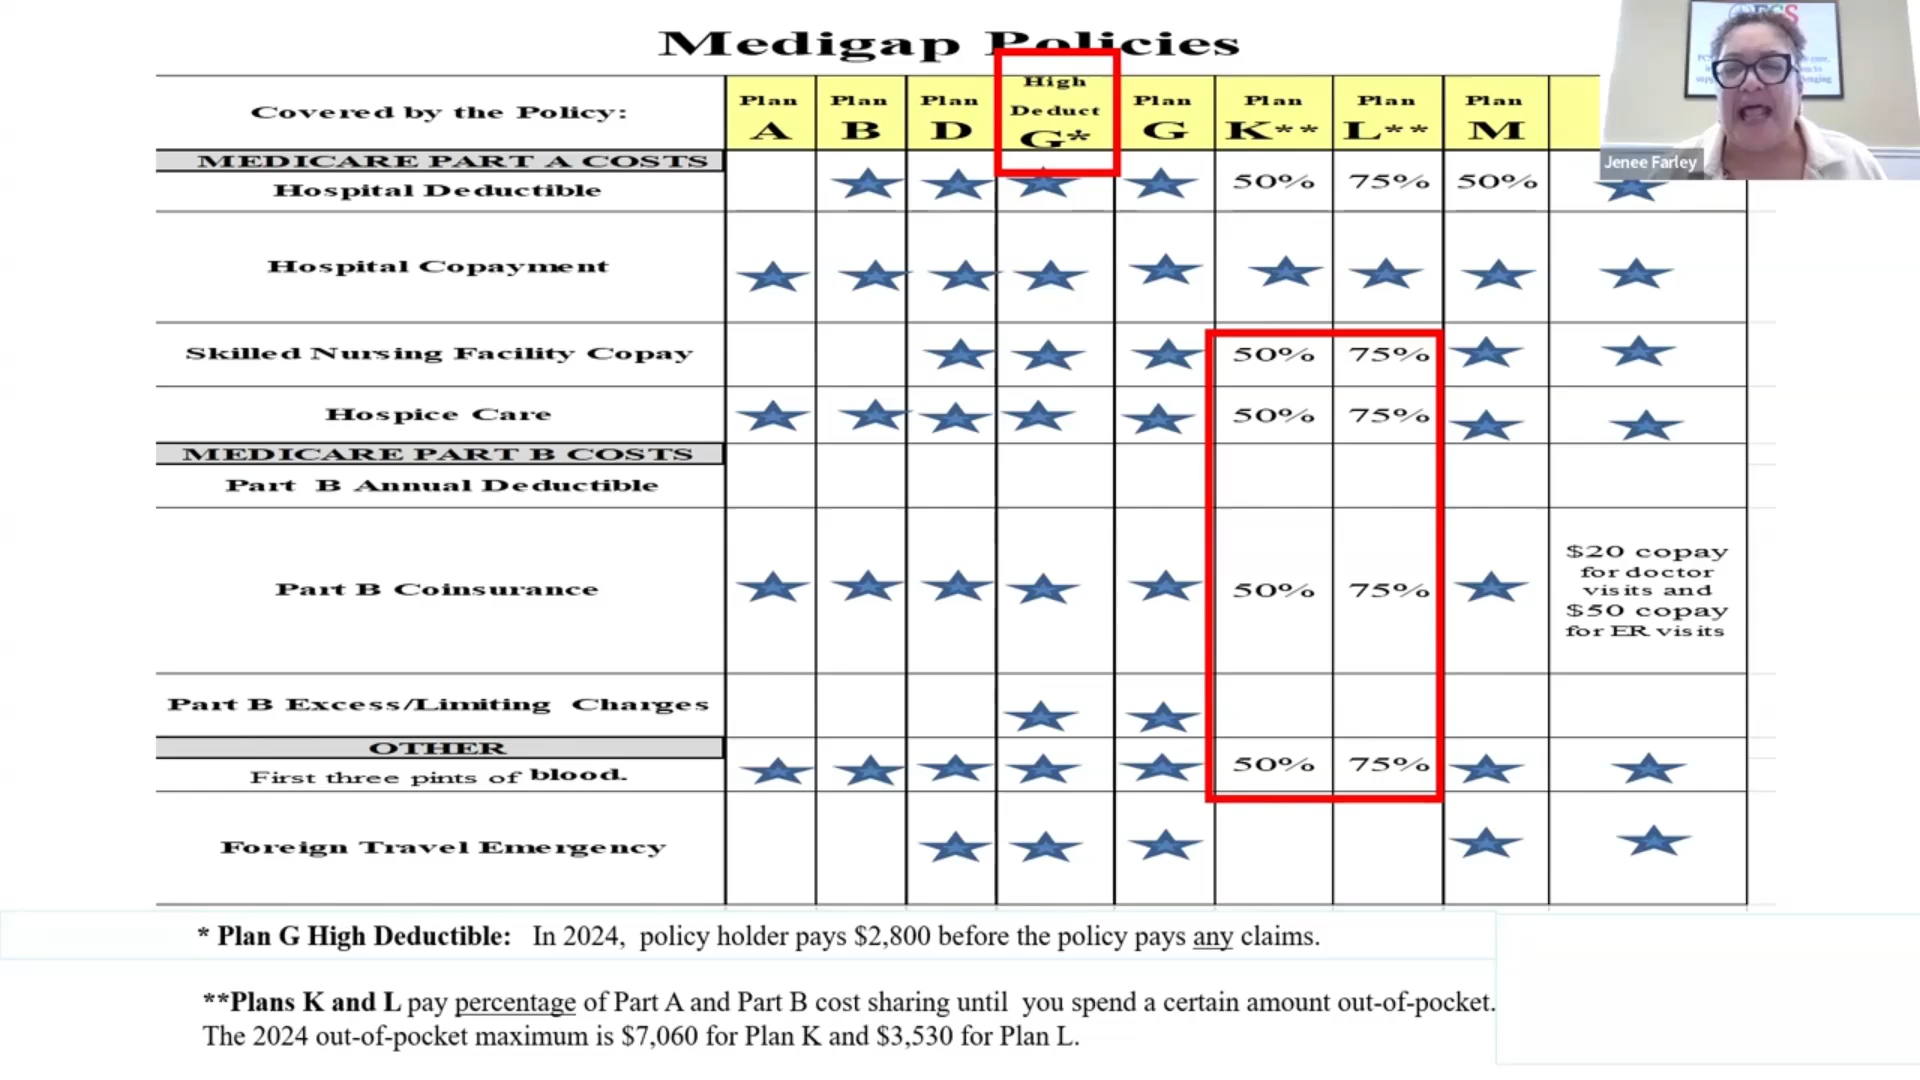 Medigap Policies
Covered by the Policy:
Plan A
Plan B
Plan D
High Deduct G*
Plan G
Plan K**
Plan L**
Plan M
MEDICARE PART A COSTS
Hospital Deductible 50% 75% 50%
Hospital Copayment
Skilled Nursing Facility Copay 50% 75%
Hospice Care 50% 75%
MEDICARE PART B COSTS
Part B Annual Deductible
Part B Coinsurance 50% 75%
$20 copay
for doctor
visits and
$50 copay
for ER visits
Part B Excess/Limiting Charges
OTHER
First three pints of blood. 50% 75%
Foreign Travel Emergency
* Plan G High Deductible: In 2024, policy holder pays $2,800 before the policy pays any claims.
**Plans K and L pay percentage of Part A and Part B cost sharing until you spend a certain amount out-of-pocket.
The 2024 out-of-pocket maximum is $7,060 for Plan K and $3,530 for Plan L.
Jenee Farley